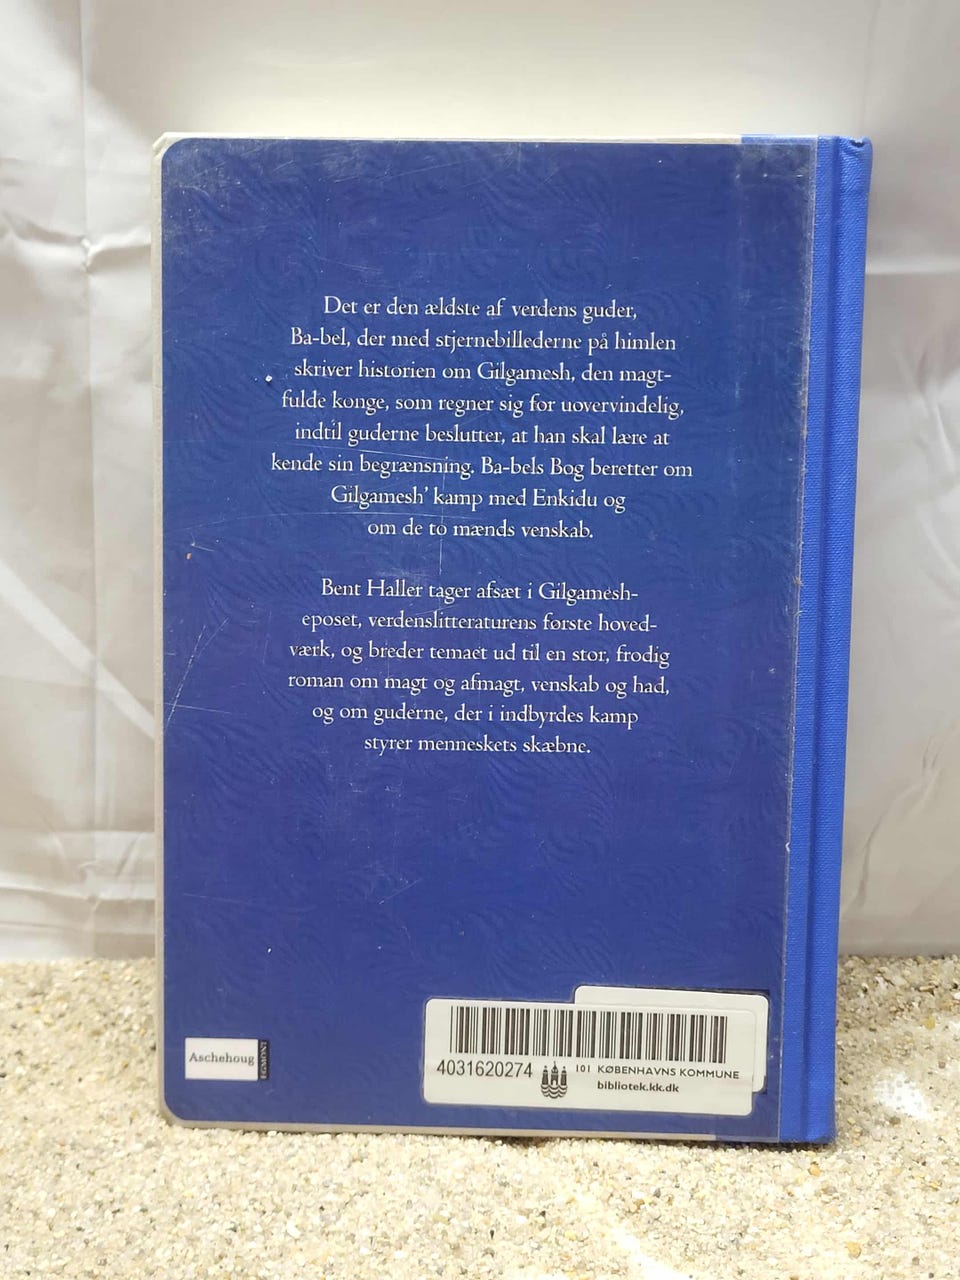 Det er den ældste af verdens guder,
Ba-bel, der med stjernebillederne på himlen
skriver historien om Gilgamesh, den magt-
fulde konge, som regner sig for uovervindelig,
indtil guderne beslutter, at han skal lære at
kende sin begrænsning. Ba-bels Bog beretter om
Gilgamesh' kamp med Enkidu og
om de to mænds venskab.
Bent Haller tager afsæt i Gilgamesh-
eposet, verdenslitteraturens første hoved-
værk, og breder temaet ud til en stor, frodig
roman om magt og afmagt, venskab og had,
og om guderne, der i indbyrdes kamp
styrer menneskets skæbne.
Aschehoug
EGMONT
4031620274
101 KØBENHAVNS KOMMUNE
bibliotek.kk.dk